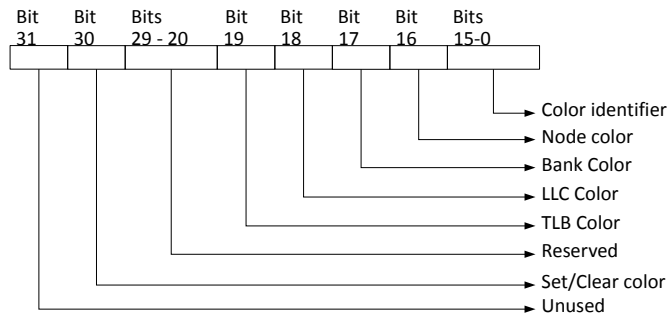 Bit Bit Bits Bit Bit Bit Bit Bits
31 30 29 - 20 19 18 17 16 15-0
Color identifier
Node color
Bank Color
LLC Color
TLB Color
Reserved
Set/Clear color
Unused